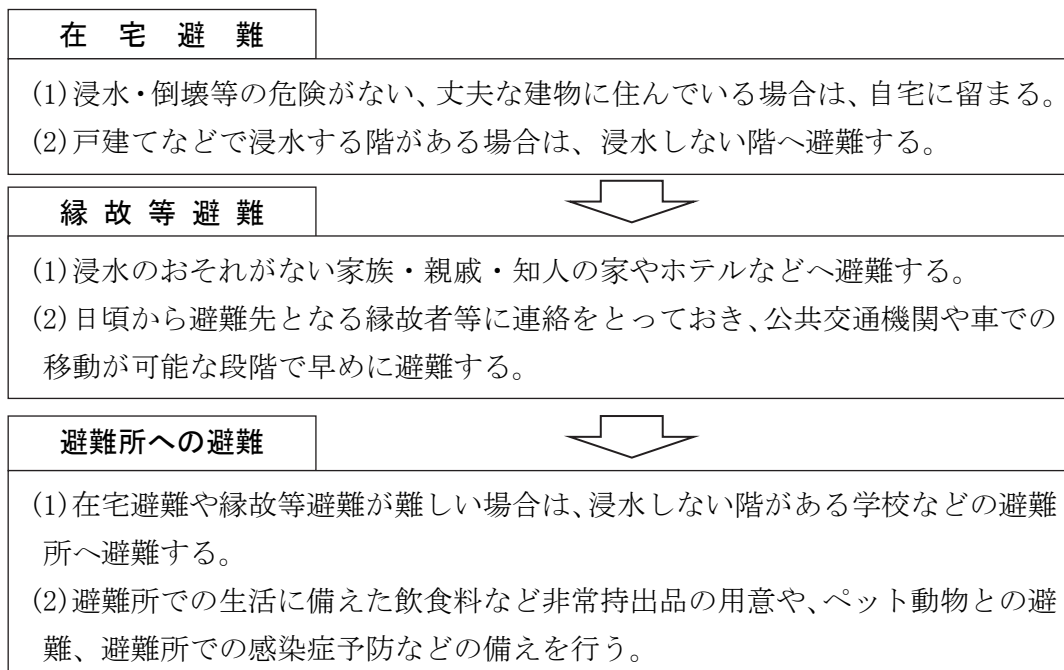 在宅避難
(1)浸水・倒壊等の危険がない、丈夫な建物に住んでいる場合は、自宅に留まる。
(2)戸建てなどで浸水する階がある場合は、浸水しない階へ避難する。
縁故等避難
(1)浸水のおそれがない家族・親戚・知人の家やホテルなどへ避難する。
(2)日頃から避難先となる縁故者等に連絡をとっておき、公共交通機関や車での
移動が可能な段階で早めに避難する。
避難所への避難
(1)在宅避難や縁故等避難が難しい場合は、浸水しない階がある学校などの避難
所へ避難する。
(2)避難所での生活に備えた飲食料など非常持出品の用意や、ペット動物との避
難、避難所での感染症予防などの備えを行う。